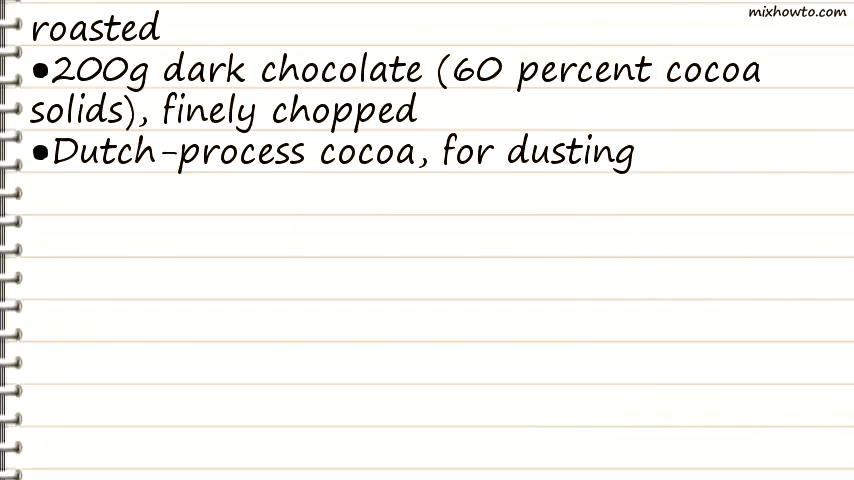 mixhowto.com
roasted
●200g dark chocolate (60 percent cocoa
solids), finely chopped
●Dutch-process cocoa, for dusting